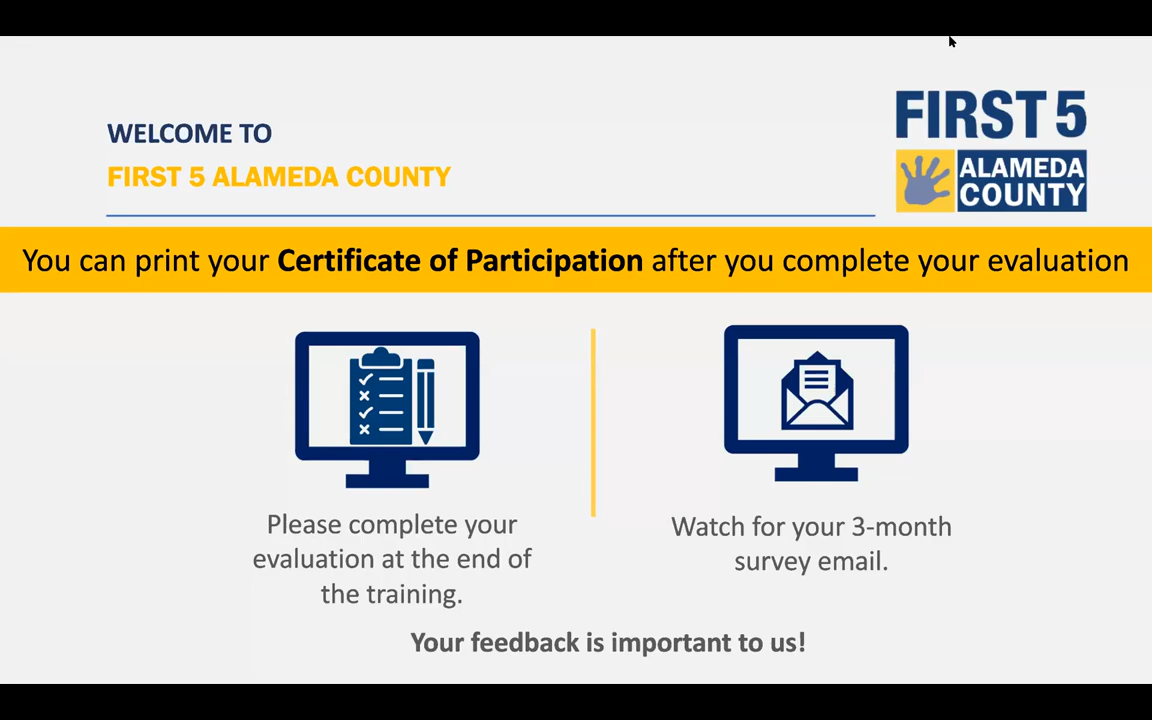 WELCOME TO
FIRST 5 ALAMEDA COUNTY
FIRST 5
ALAMEDA
COUNTY
You can print your Certificate of Participation after you complete your evaluation
Please complete your
evaluation at the end of
the training.
Watch for your 3-month
survey email.
Your feedback is important to us!